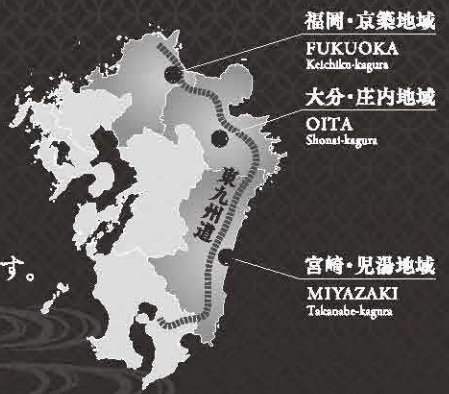 福岡・京築地域
FUKUOKA
Keichiku-kagura
大分・庄内地域
OITA
Shonai-kagura
東九州道
す。
宮崎・児湯地域
MIYAZAKI
Takanabe-kagura